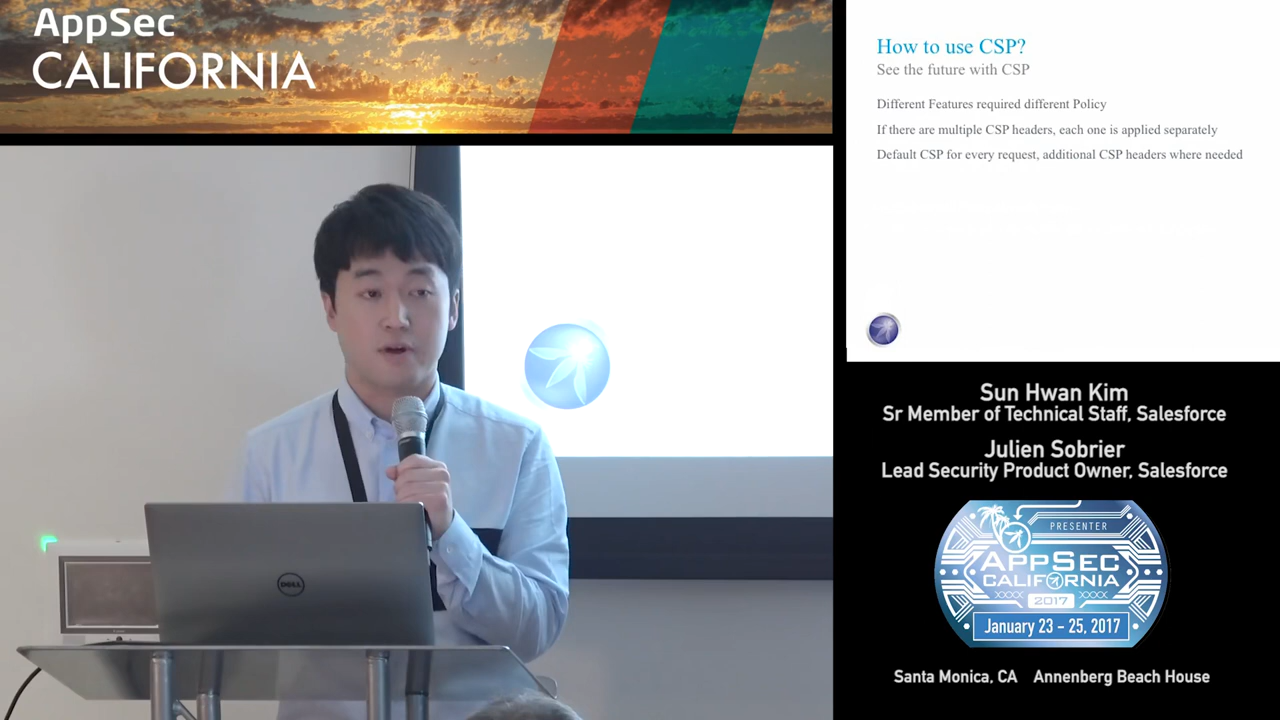 AppSec
CALIFORNIA
How to use CSP?
See the future with CSP
Different Features required different Policy
If there are multiple CSP headers, each one is applied separately
Default CSP for every request, additional CSP headers where needed
Sun Hwan Kim
Sr Member of Technical Staff, Salesforce
Julien Sobrier
Lead Security Product Owner, Salesforce
PRESENTER
APPSEC
CALIFORNIA
XXXX 2017 XXXX
January 23 - 25, 2017
Santa Monica, CA Annenberg Beach House
DELL